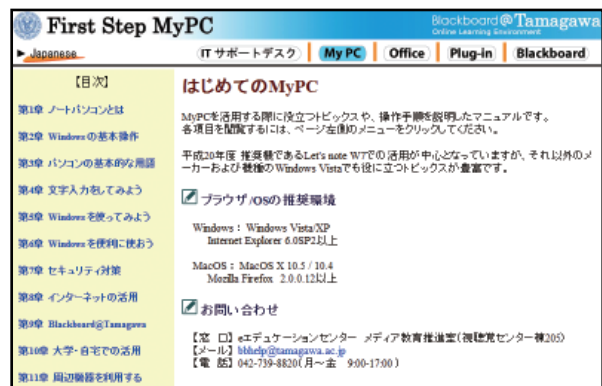 First Step MyPC
Blackboard@Tamagawa
Online Learning Environment
Japanese
ITサポートデスク
My PC
Office
Plug-in
Blackboard
【目次】
第1章 ノートパソコンとは
第2章 Windowsの基本操作
第3章 パソコンの基本的な用語
第4章 文字入力をしてみよう
第5章 Windowsを使ってみよう
第6章 Windowsを便利に使おう
第7章 セキュリティ対策
第8章 インターネットの活用
第9章 Blackboard@Tamagawa
第10章 大学・自宅での活用
第11章 周辺機器を利用する
はじめてのMyPC
MyPCを活用する際に役立つトピックスや、操作手順を説明したマニュアルです。
各項目を閲覧するには、ページ左側のメニューをクリックしてください。
平成20年度 推奨機であるLet's note W7での活用が中心となっていますが、それ以外のメ
ーカーおよび機種のWindows Vistaでも役に立つトピックスが豊富です。
ブラウザ/OSの推奨環境
Windows： Windows Vista/XP
Internet Explorer 6.0SP2以上
MacOS： MacOS X 10.5 / 10.4
Mozilla Firefox 2.0.0.12以上
お問い合わせ
【窓 口】eエデュケーションセンター メディア教育推進室(視聴覚センター棟205)
【メール】bbhelp@tamagawa.ac.jp
【電 話】042-739-8820(月～金 9:00-17:00)